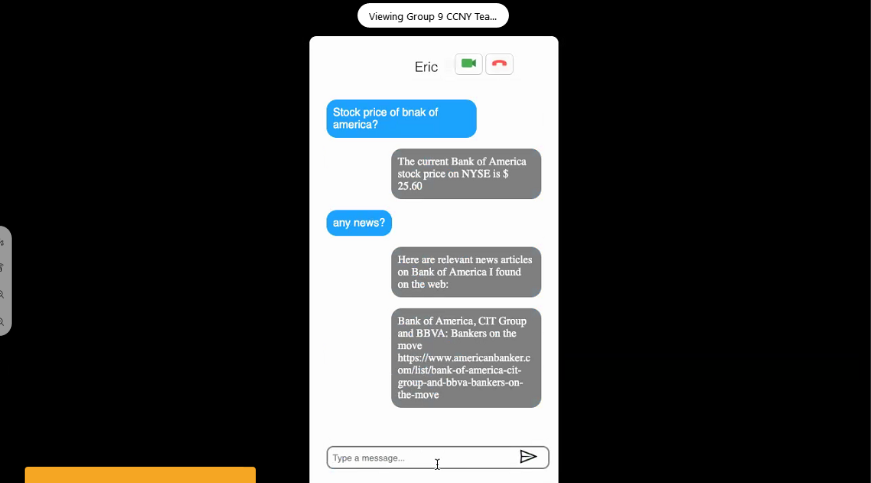 Viewing Group 9 CCNY Tea...
Eric
Stock price of bnak of
america?
The current Bank of America
stock price on NYSE is $
25.60
any news?
Here are relevant news articles
on Bank of America I found
on the web:
Bank of America, CIT Group
and BBVA: Bankers on the
move
https://www.americanbanker.c
om/list/bank-of-america-cit-
group-and-bbva-bankers-on-
the-move
Type a message...